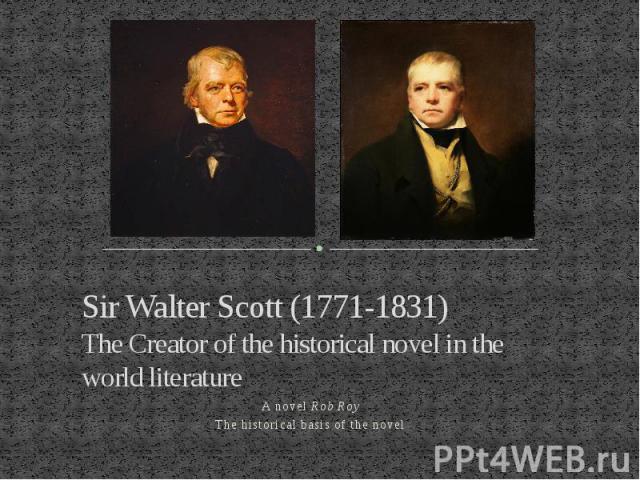 Sir Walter Scott (1771-1831)
The Creator of the historical novel in the
world literature
A novel Rob Roy
The historical basis of the novel
PPt4WEB.ru